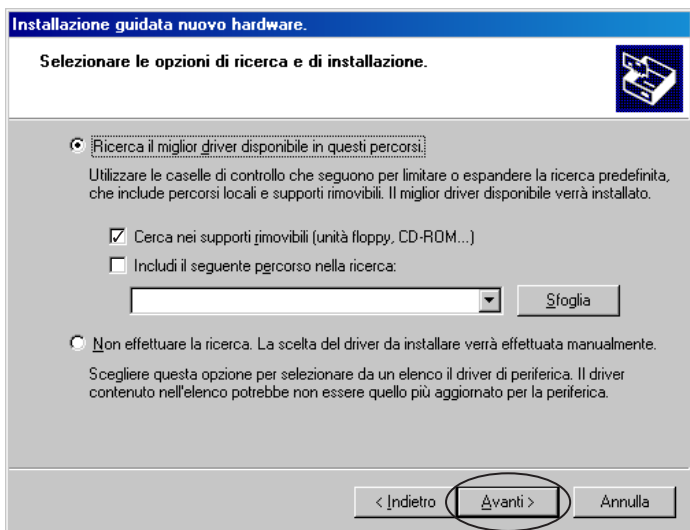 Installazione guidata nuovo hardware.
Selezionare le opzioni di ricerca e di installazione.
Ricerca il miglior driver disponibile in questi percorsi.
Utilizzare le caselle di controllo che seguono per limitare o espandere la ricerca predefinita,
che include percorsi locali e supporti rimovibili. Il miglior driver disponibile verrà installato.
Cerca nei supporti rimovibili (unità floppy, CD-ROM...)
Includi il seguente percorso nella ricerca:
Sfoglia
Non effettuare la ricerca. La scelta del driver da installare verrà effettuata manualmente.
Scegliere questa opzione per selezionare da un elenco il driver di periferica. Il driver
contenuto nell'elenco potrebbe non essere quello più aggiornato per la periferica.
< Indietro Avanti > Annulla